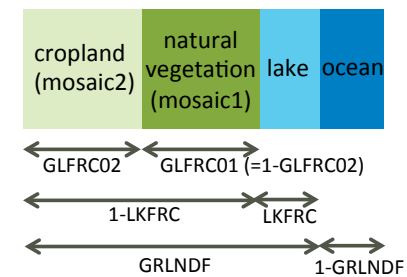 cropland
(mosaic2)
natural
vegetation
(mosaic1)
lake
ocean
GLFRC02
GLFRC01 (=1-GLFRC02)
1-LKFRC
LKFRC
GRLNDF
1-GRLNDF